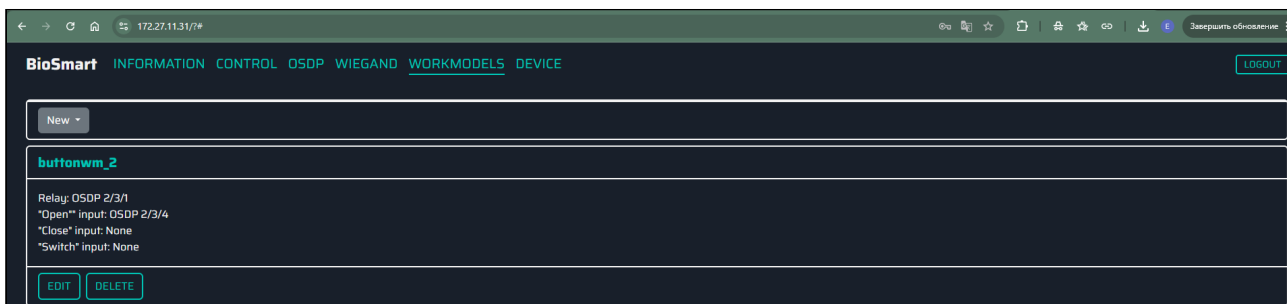 172.27.11.31/?#
Завершить обновление
BioSmart INFORMATION CONTROL OSDP WIEGAND WORKMODELS DEVICE LOGOUT
New
buttonwm_2
Relay: OSDP 2/3/1
"Open"" input: OSDP 2/3/4
"Close" input: None
"Switch" input: None
EDIT DELETE